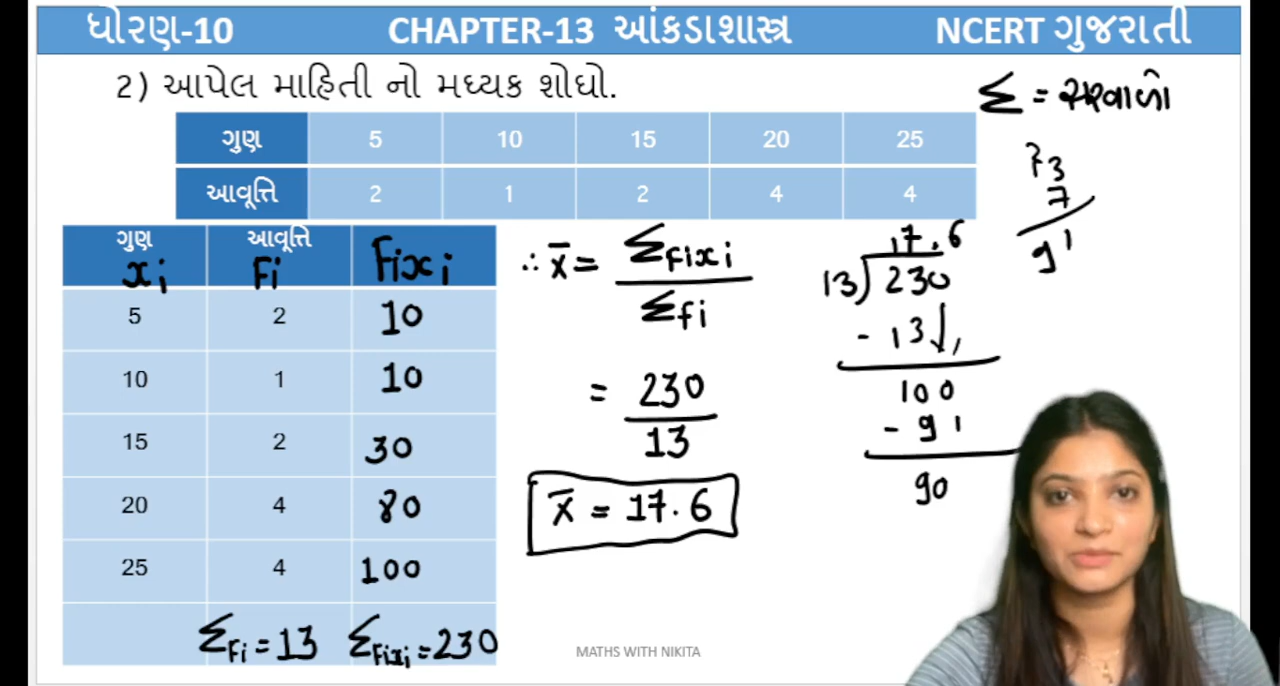 ધોરણ-10 CHAPTER-13 આંકડાશાસ્ત્ર NCERT ગુજરાતી
2) આપેલ માહિતી નો મધ્યક શોધો.
Σ = સરવાળો
ગુણ 5 10 15 20 25
આવૃત્તિ 2 1 2 4 4
ગુણ xi આવૃત્તિ Fi Fixi
5 2 10
10 1 10
15 2 30
20 4 80
25 4 100
ΣFi = 13 ΣFixi = 230
∴ x̄ = Σfixi / Σfi
= 230 / 13
x̄ = 17.6
17.6
13) 230
- 13
100
- 91
90
13
7
91
MATHS WITH NIKITA